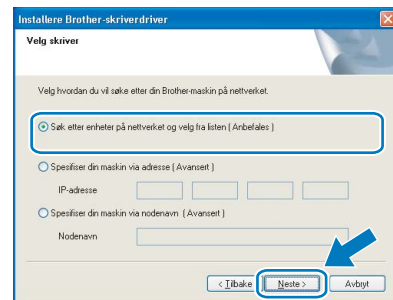 Installere Brother-skriverdriver
Velg skriver
Velg hvordan du vil søke etter din Brother-maskin på nettverket.
Søk etter enheter på nettverket og velg fra listen ( Anbefales )
Spesifiser din maskin via adresse ( Avansert )
IP-adresse
Spesifiser din maskin via nodenavn ( Avansert )
Nodenavn
< Tilbake Neste > Avbryt